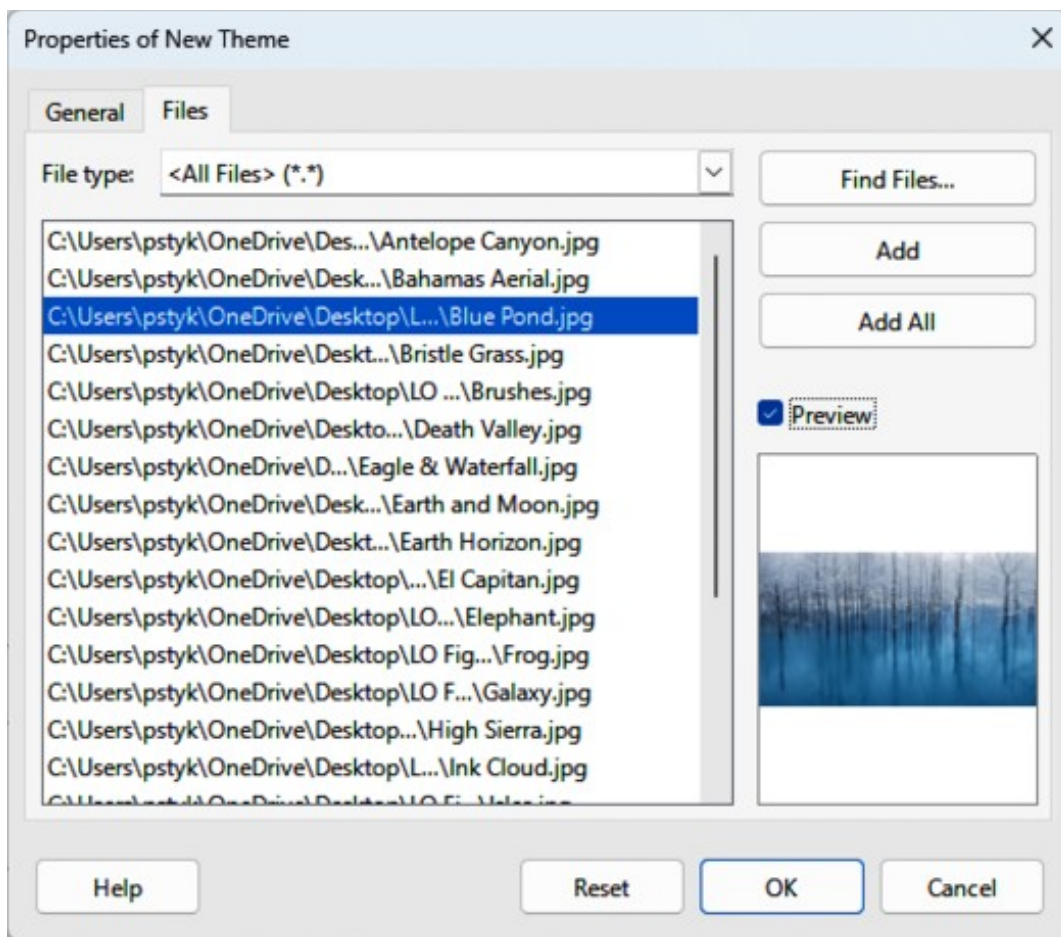 Properties of New Theme
General Files
File type: <All Files> (*.*)
Find Files...
Add
Add All
Preview
C:\Users\pstyk\OneDrive\Des...\Antelope Canyon.jpg
C:\Users\pstyk\OneDrive\Desk...\Bahamas Aerial.jpg
C:\Users\pstyk\OneDrive\Desktop\L...\Blue Pond.jpg
C:\Users\pstyk\OneDrive\Deskt...\Bristle Grass.jpg
C:\Users\pstyk\OneDrive\Desktop\LO ...\Brushes.jpg
C:\Users\pstyk\OneDrive\Deskto...\Death Valley.jpg
C:\Users\pstyk\OneDrive\D...\Eagle & Waterfall.jpg
C:\Users\pstyk\OneDrive\Desk...\Earth and Moon.jpg
C:\Users\pstyk\OneDrive\Deskt...\Earth Horizon.jpg
C:\Users\pstyk\OneDrive\Desktop\...\El Capitan.jpg
C:\Users\pstyk\OneDrive\Desktop\LO...\Elephant.jpg
C:\Users\pstyk\OneDrive\Desktop\LO Fig...\Frog.jpg
C:\Users\pstyk\OneDrive\Desktop\LO F...\Galaxy.jpg
C:\Users\pstyk\OneDrive\Desktop...\High Sierra.jpg
C:\Users\pstyk\OneDrive\Desktop\L...\Ink Cloud.jpg
Help Reset OK Cancel